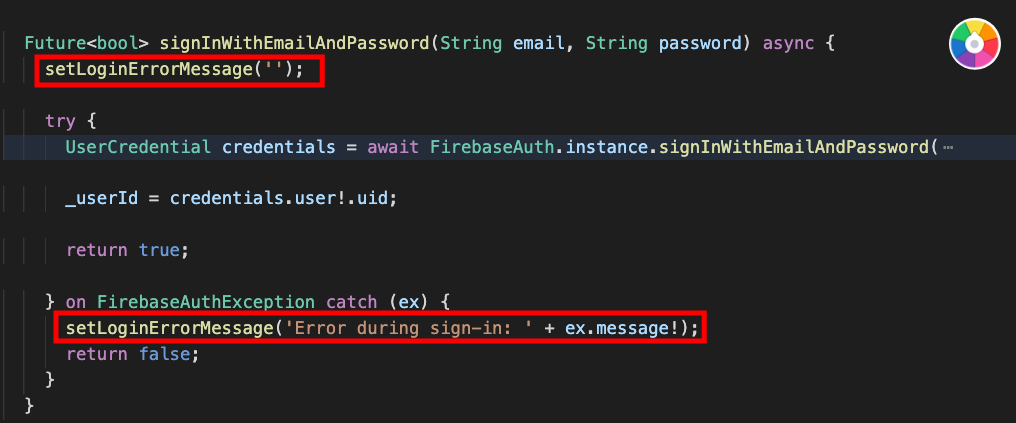 Future<bool> signInWithEmailAndPassword(String email, String password) async {
setLoginErrorMessage('');
try {
UserCredential credentials = await FirebaseAuth.instance.signInWithEmailAndPassword(⋯
_userId = credentials.user!.uid;
return true;
} on FirebaseAuthException catch (ex) {
setLoginErrorMessage('Error during sign-in: ' + ex.message!);
return false;
}
}